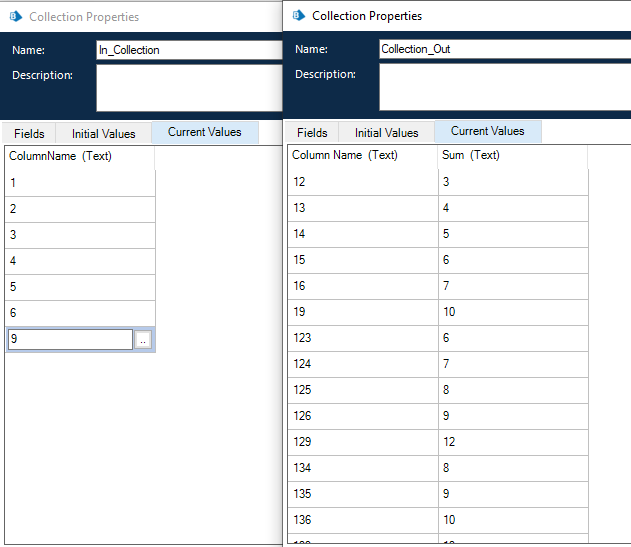 Collection Properties
Name: In_Collection
Description:
Fields Initial Values Current Values
ColumnName (Text)
1
2
3
4
5
6
9 ..
Collection Properties
Name: Collection_Out
Description:
Fields Initial Values Current Values
Column Name (Text) Sum (Text)
12 3
13 4
14 5
15 6
16 7
19 10
123 6
124 7
125 8
126 9
129 12
134 8
135 9
136 10